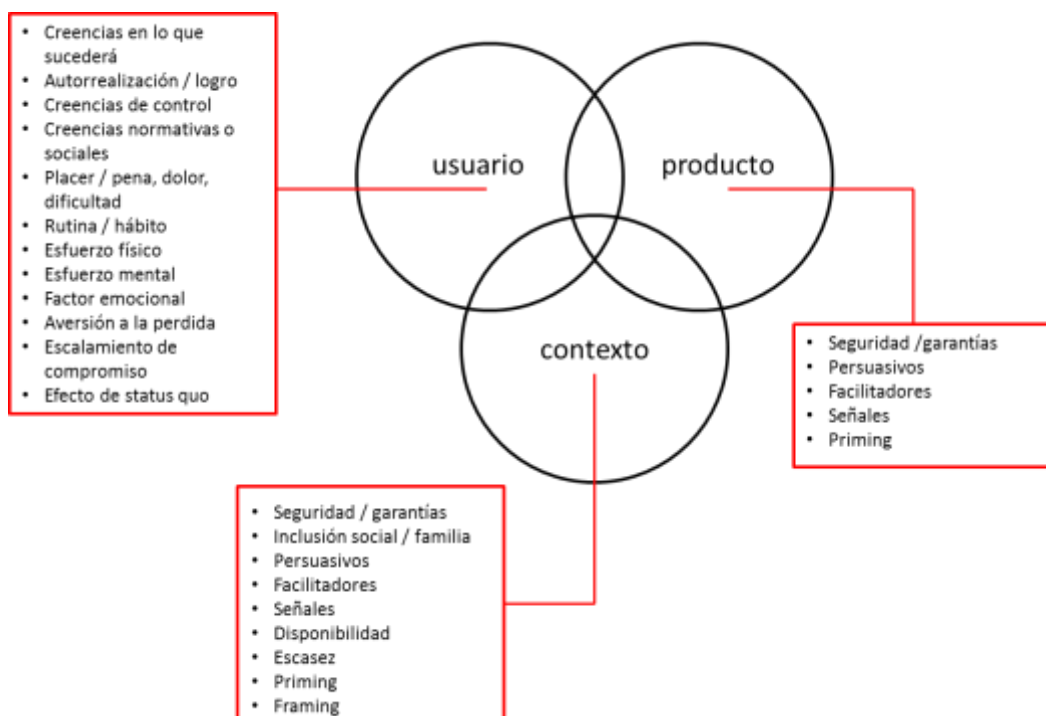 • Creencias en lo que
sucederá
• Autorrealización / logro
• Creencias de control
• Creencias normativas o
sociales
• Placer / pena, dolor,
dificultad
• Rutina / hábito
• Esfuerzo físico
• Esfuerzo mental
• Factor emocional
• Aversión a la perdida
• Escalamiento de
compromiso
• Efecto de status quo
usuario
producto
contexto
• Seguridad /garantías
• Persuasivos
• Facilitadores
• Señales
• Priming
• Seguridad / garantías
• Inclusión social / familia
• Persuasivos
• Facilitadores
• Señales
• Disponibilidad
• Escasez
• Priming
• Framing